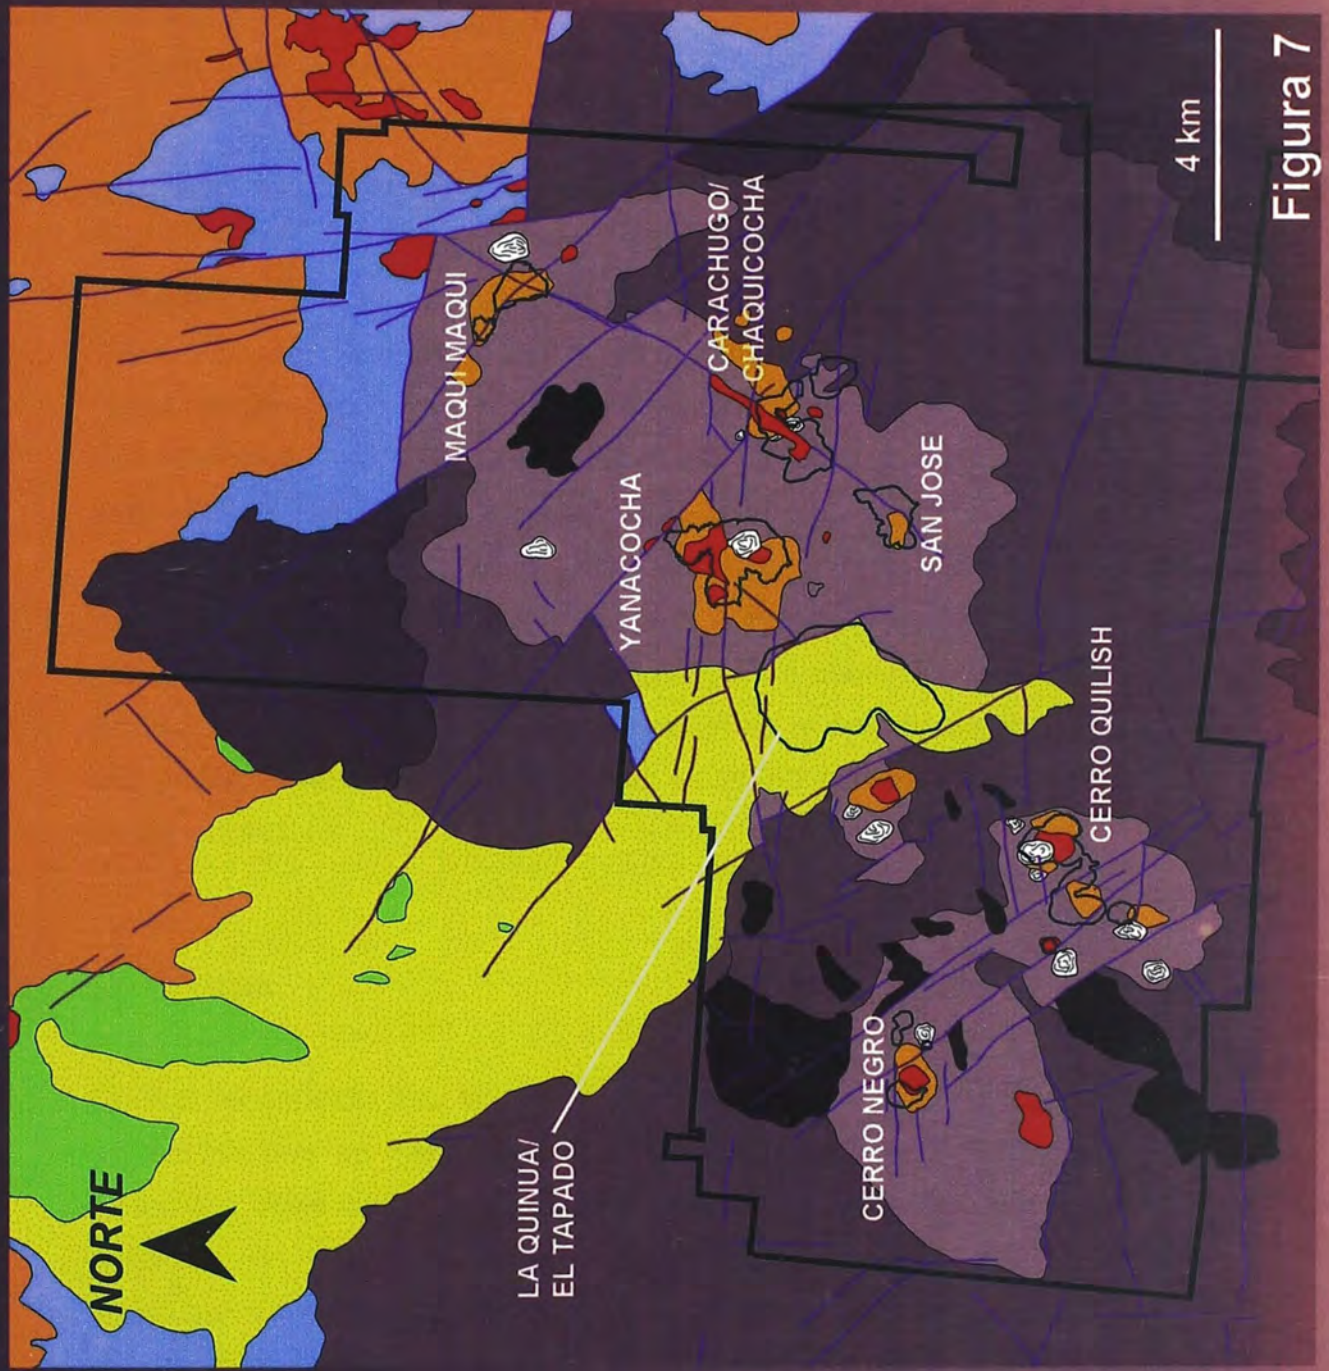 NORTE
MAQUI MAQUI
LA QUINUA/
EL TAPADO
YANACOCHA
CARACHUGO/
CHAQUICOCHA
CERRO NEGRO
SAN JOSE
CERRO QUILISH
4 km
Figura 7